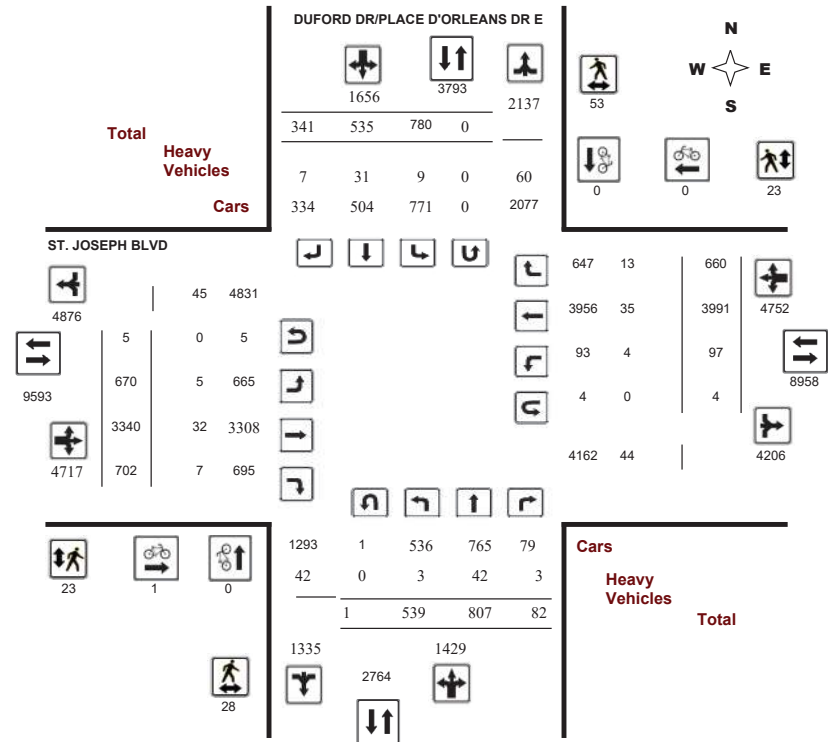 DUFORD DR/PLACE D'ORLEANS DR E
N
W E
S
1656 3793 2137 53
Total 341 535 780 0
Heavy
Vehicles 7 31 9 0 60
Cars 334 504 771 0 2077
0 0 23
ST. JOSEPH BLVD
4876 45 4831
5 0 5
9593 670 5 665
3340 32 3308
4717 702 7 695
647 13 660
3956 35 3991 4752
93 4 97
8958
4 0 4
4162 44 4206
1293 1 536 765 79 Cars
42 0 3 42 3 Heavy
Vehicles
1 539 807 82 Total
23 1 0
1335 1429
2764
28